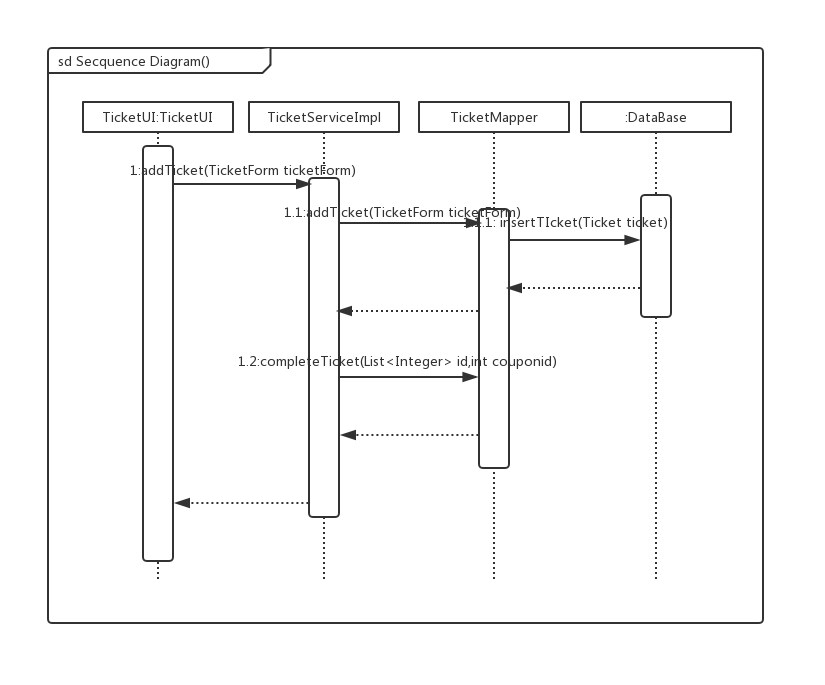 sd Secquence Diagram()
TicketUI:TicketUI
TicketServiceImpl
TicketMapper
:DataBase
1:addTicket(TicketForm ticketForm)
1.1:addTicket(TicketForm ticketForm)
1.1.1: insertTIcket(Ticket ticket)
1.2:completeTicket(List<Integer> id,int couponid)